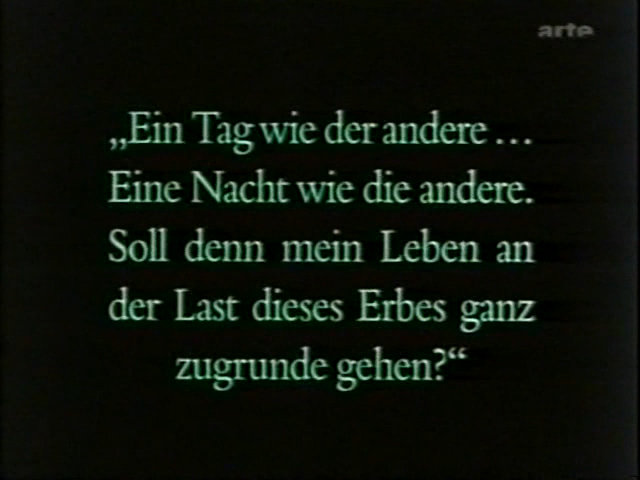 arte
„Ein Tag wie der andere ...
Eine Nacht wie die andere.
Soll denn mein Leben an
der Last dieses Erbes ganz
zugrunde gehen?“